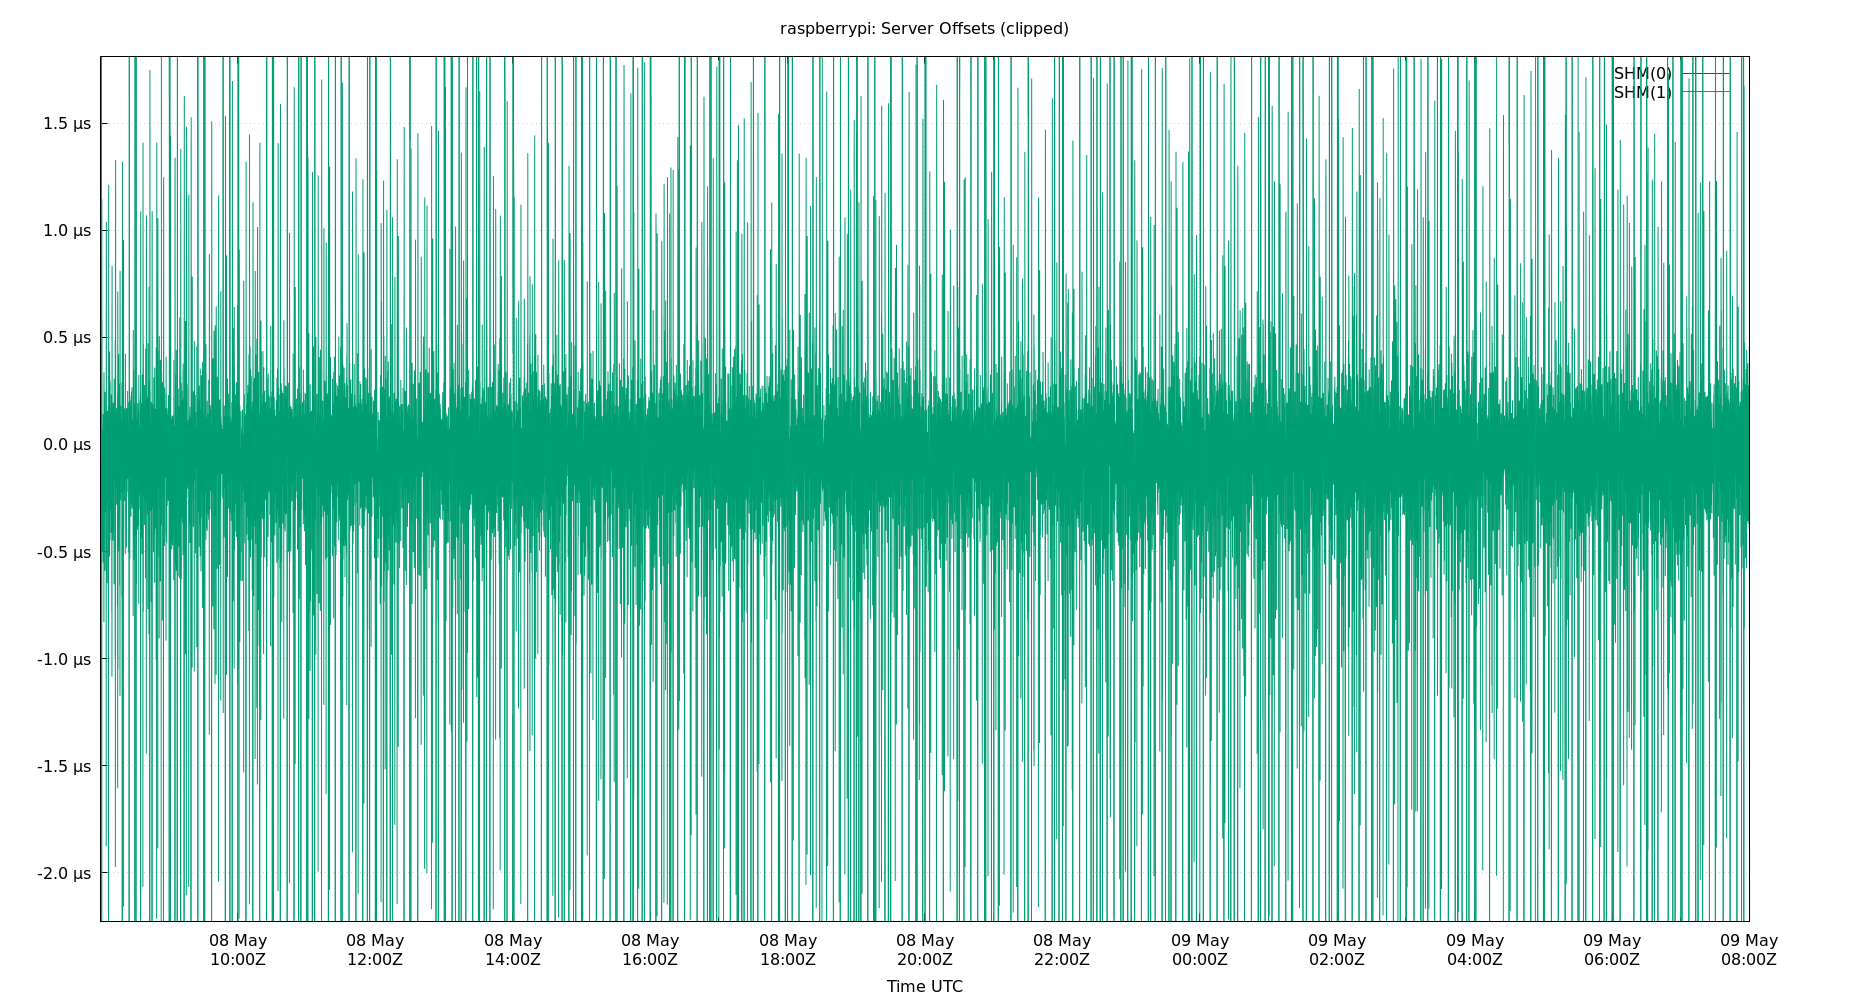 raspberrypi: Server Offsets (clipped)
SHM(0)
SHM(1)
1.5 µs
1.0 µs
0.5 µs
0.0 µs
-0.5 µs
-1.0 µs
-1.5 µs
-2.0 µs
08 May 08 May 08 May 08 May 08 May 08 May 08 May 09 May 09 May 09 May 09 May 09 May
10:00Z 12:00Z 14:00Z 16:00Z 18:00Z 20:00Z 22:00Z 00:00Z 02:00Z 04:00Z 06:00Z 08:00Z
Time UTC